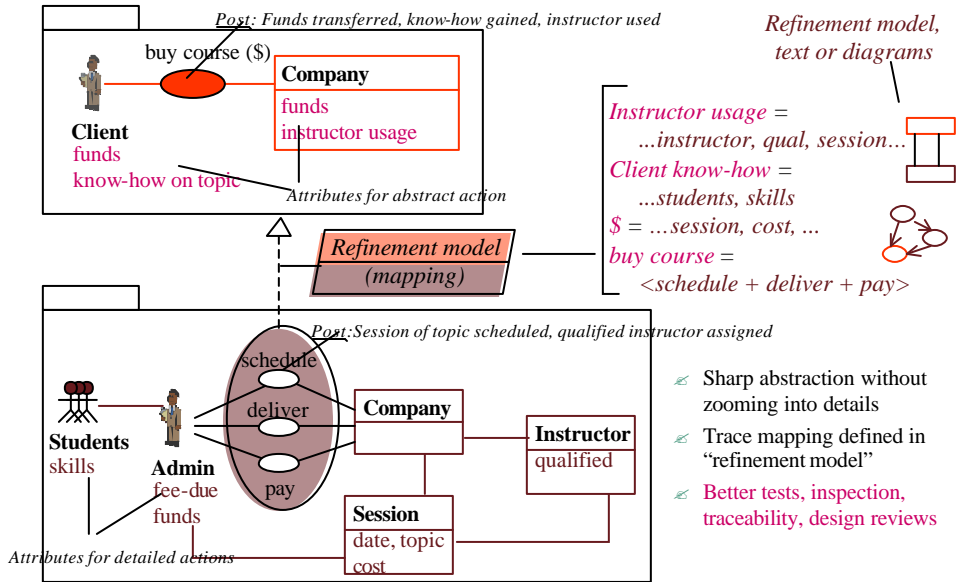 Post: Funds transferred, know-how gained, instructor used
buy course ($)
Company
funds
instructor usage
Client
funds
know-how on topic
Attributes for abstract action
Refinement model,
text or diagrams
Instructor usage =
...instructor, qual, session...
Client know-how =
...students, skills
$ = ...session, cost, ...
buy course =
<schedule + deliver + pay>
Refinement model
(mapping)
Post:Session of topic scheduled, qualified instructor assigned
schedule
deliver
pay
Students
skills
Admin
fee-due
funds
Company
Instructor
qualified
Session
date, topic
cost
Attributes for detailed actions
Sharp abstraction without
zooming into details
Trace mapping defined in
“refinement model”
Better tests, inspection,
traceability, design reviews